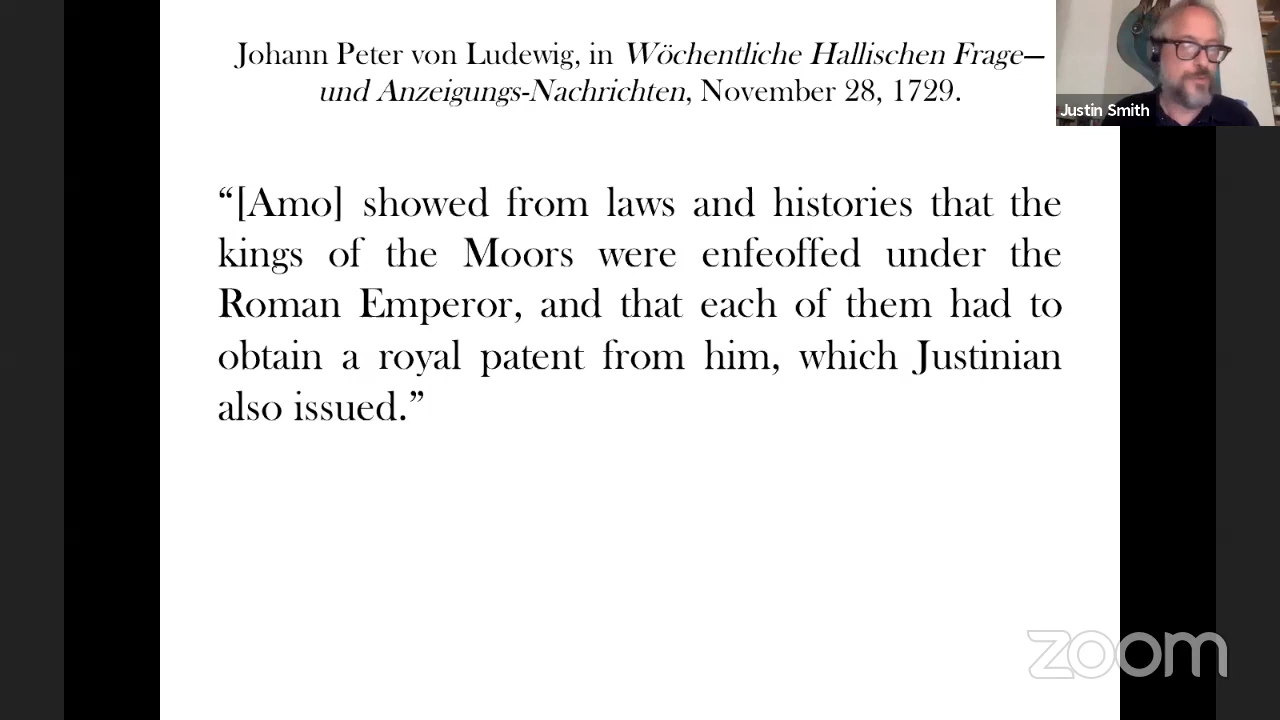 Johann Peter von Ludewig, in Wöchentliche Hallischen Frage—
und Anzeigungs-Nachrichten, November 28, 1729.
Justin Smith
“[Amo] showed from laws and histories that the
kings of the Moors were enfeoffed under the
Roman Emperor, and that each of them had to
obtain a royal patent from him, which Justinian
also issued.”
zoom